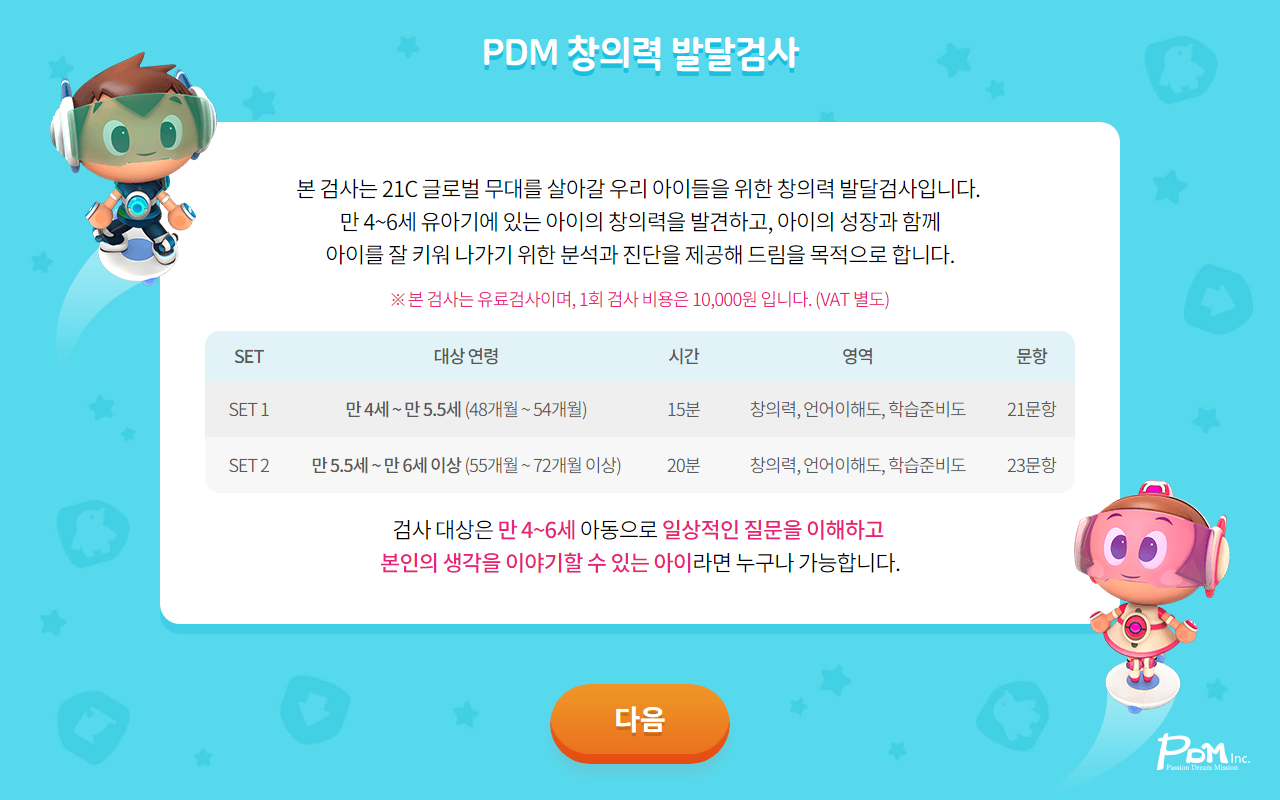 PDM 창의력 발달검사
본 검사는 21C 글로벌 무대를 살아갈 우리 아이들을 위한 창의력 발달검사입니다.
만 4~6세 유아기에 있는 아이의 창의력을 발견하고, 아이의 성장과 함께
아이를 잘 키워 나가기 위한 분석과 진단을 제공해 드림을 목적으로 합니다.
※ 본 검사는 유료검사이며, 1회 검사 비용은 10,000원 입니다. (VAT 별도)
SET 대상 연령 시간 영역 문항
SET 1 만 4세 ~ 만 5.5세 (48개월 ~ 54개월) 15분 창의력, 언어이해도, 학습준비도 21문항
SET 2 만 5.5세 ~ 만 6세 이상 (55개월 ~ 72개월 이상) 20분 창의력, 언어이해도, 학습준비도 23문항
검사 대상은 만 4~6세 아동으로 일상적인 질문을 이해하고
본인의 생각을 이야기할 수 있는 아이라면 누구나 가능합니다.
다음
PDM Inc.
Passion Dream Mission